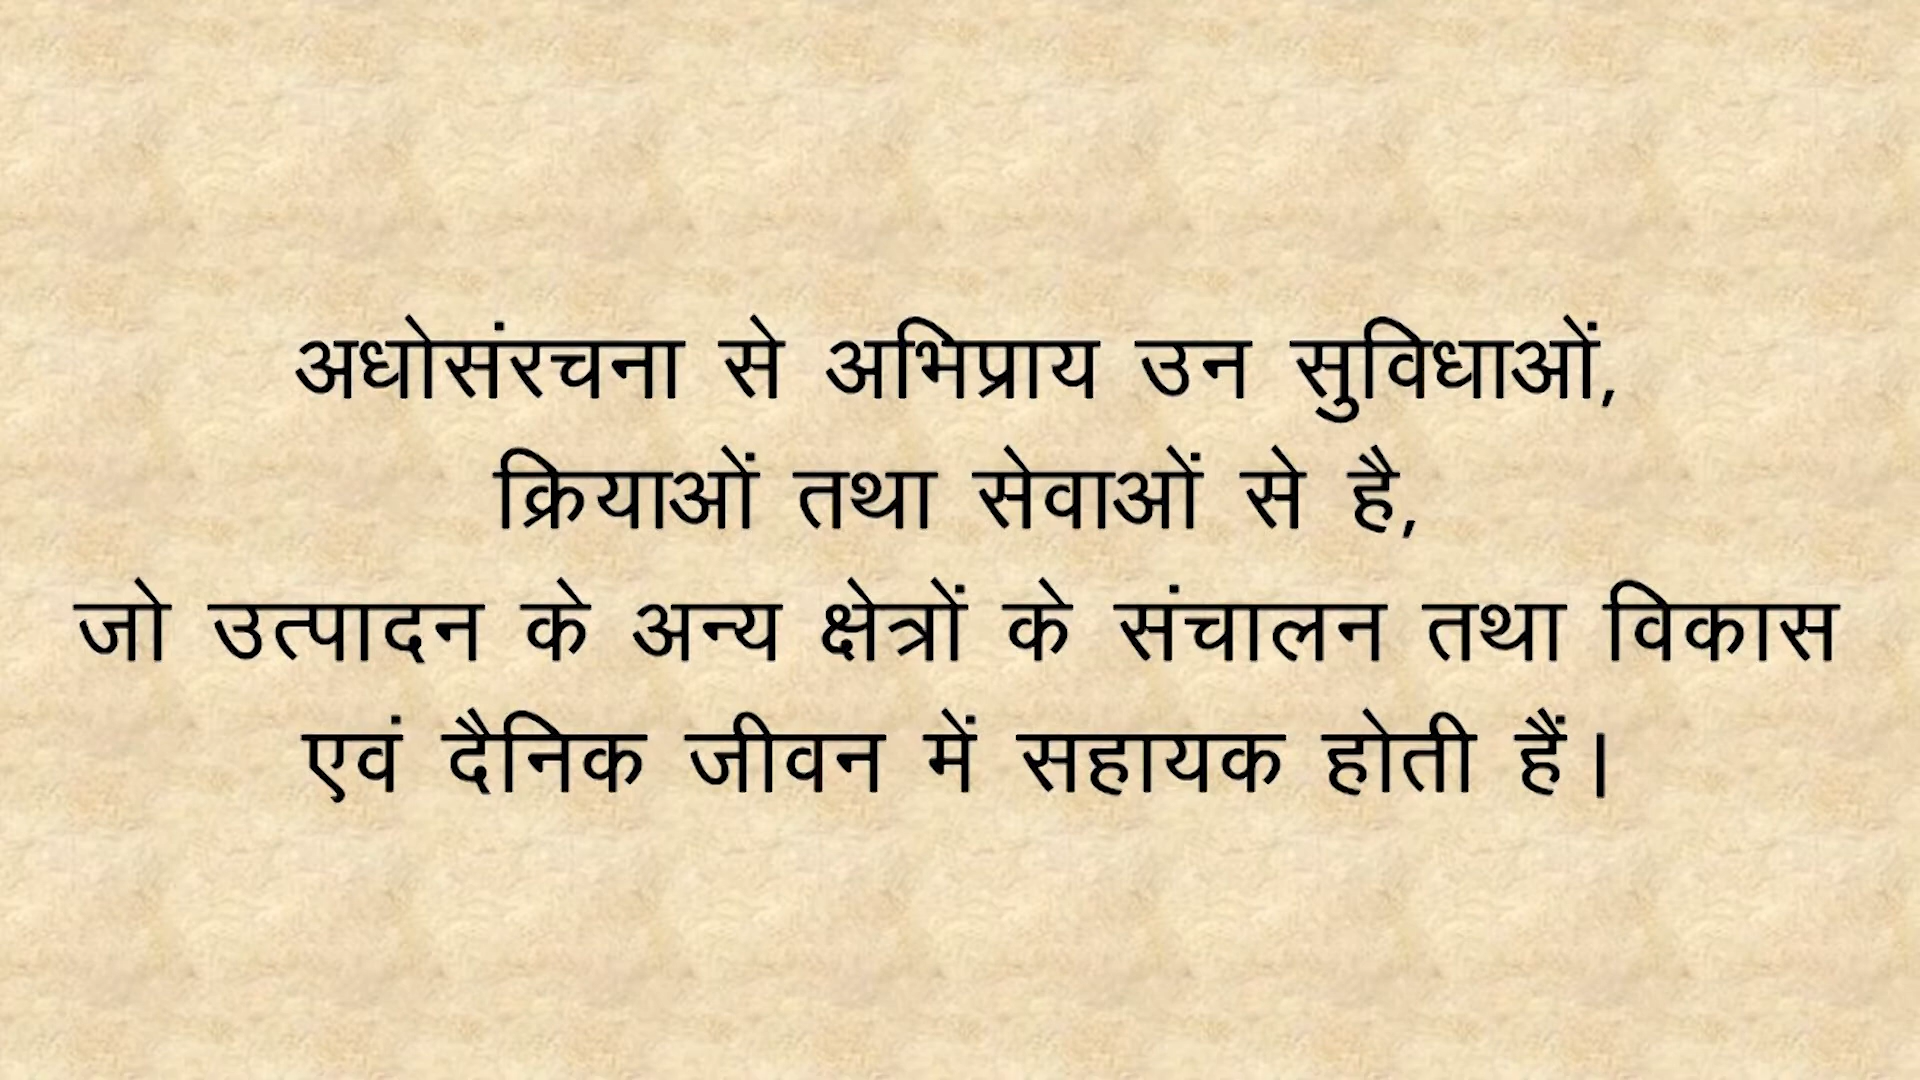 अधोसंरचना से अभिप्राय उन सुविधाओं,
क्रियाओं तथा सेवाओं से है,
जो उत्पादन के अन्य क्षेत्रों के संचालन तथा विकास
एवं दैनिक जीवन में सहायक होती हैं।